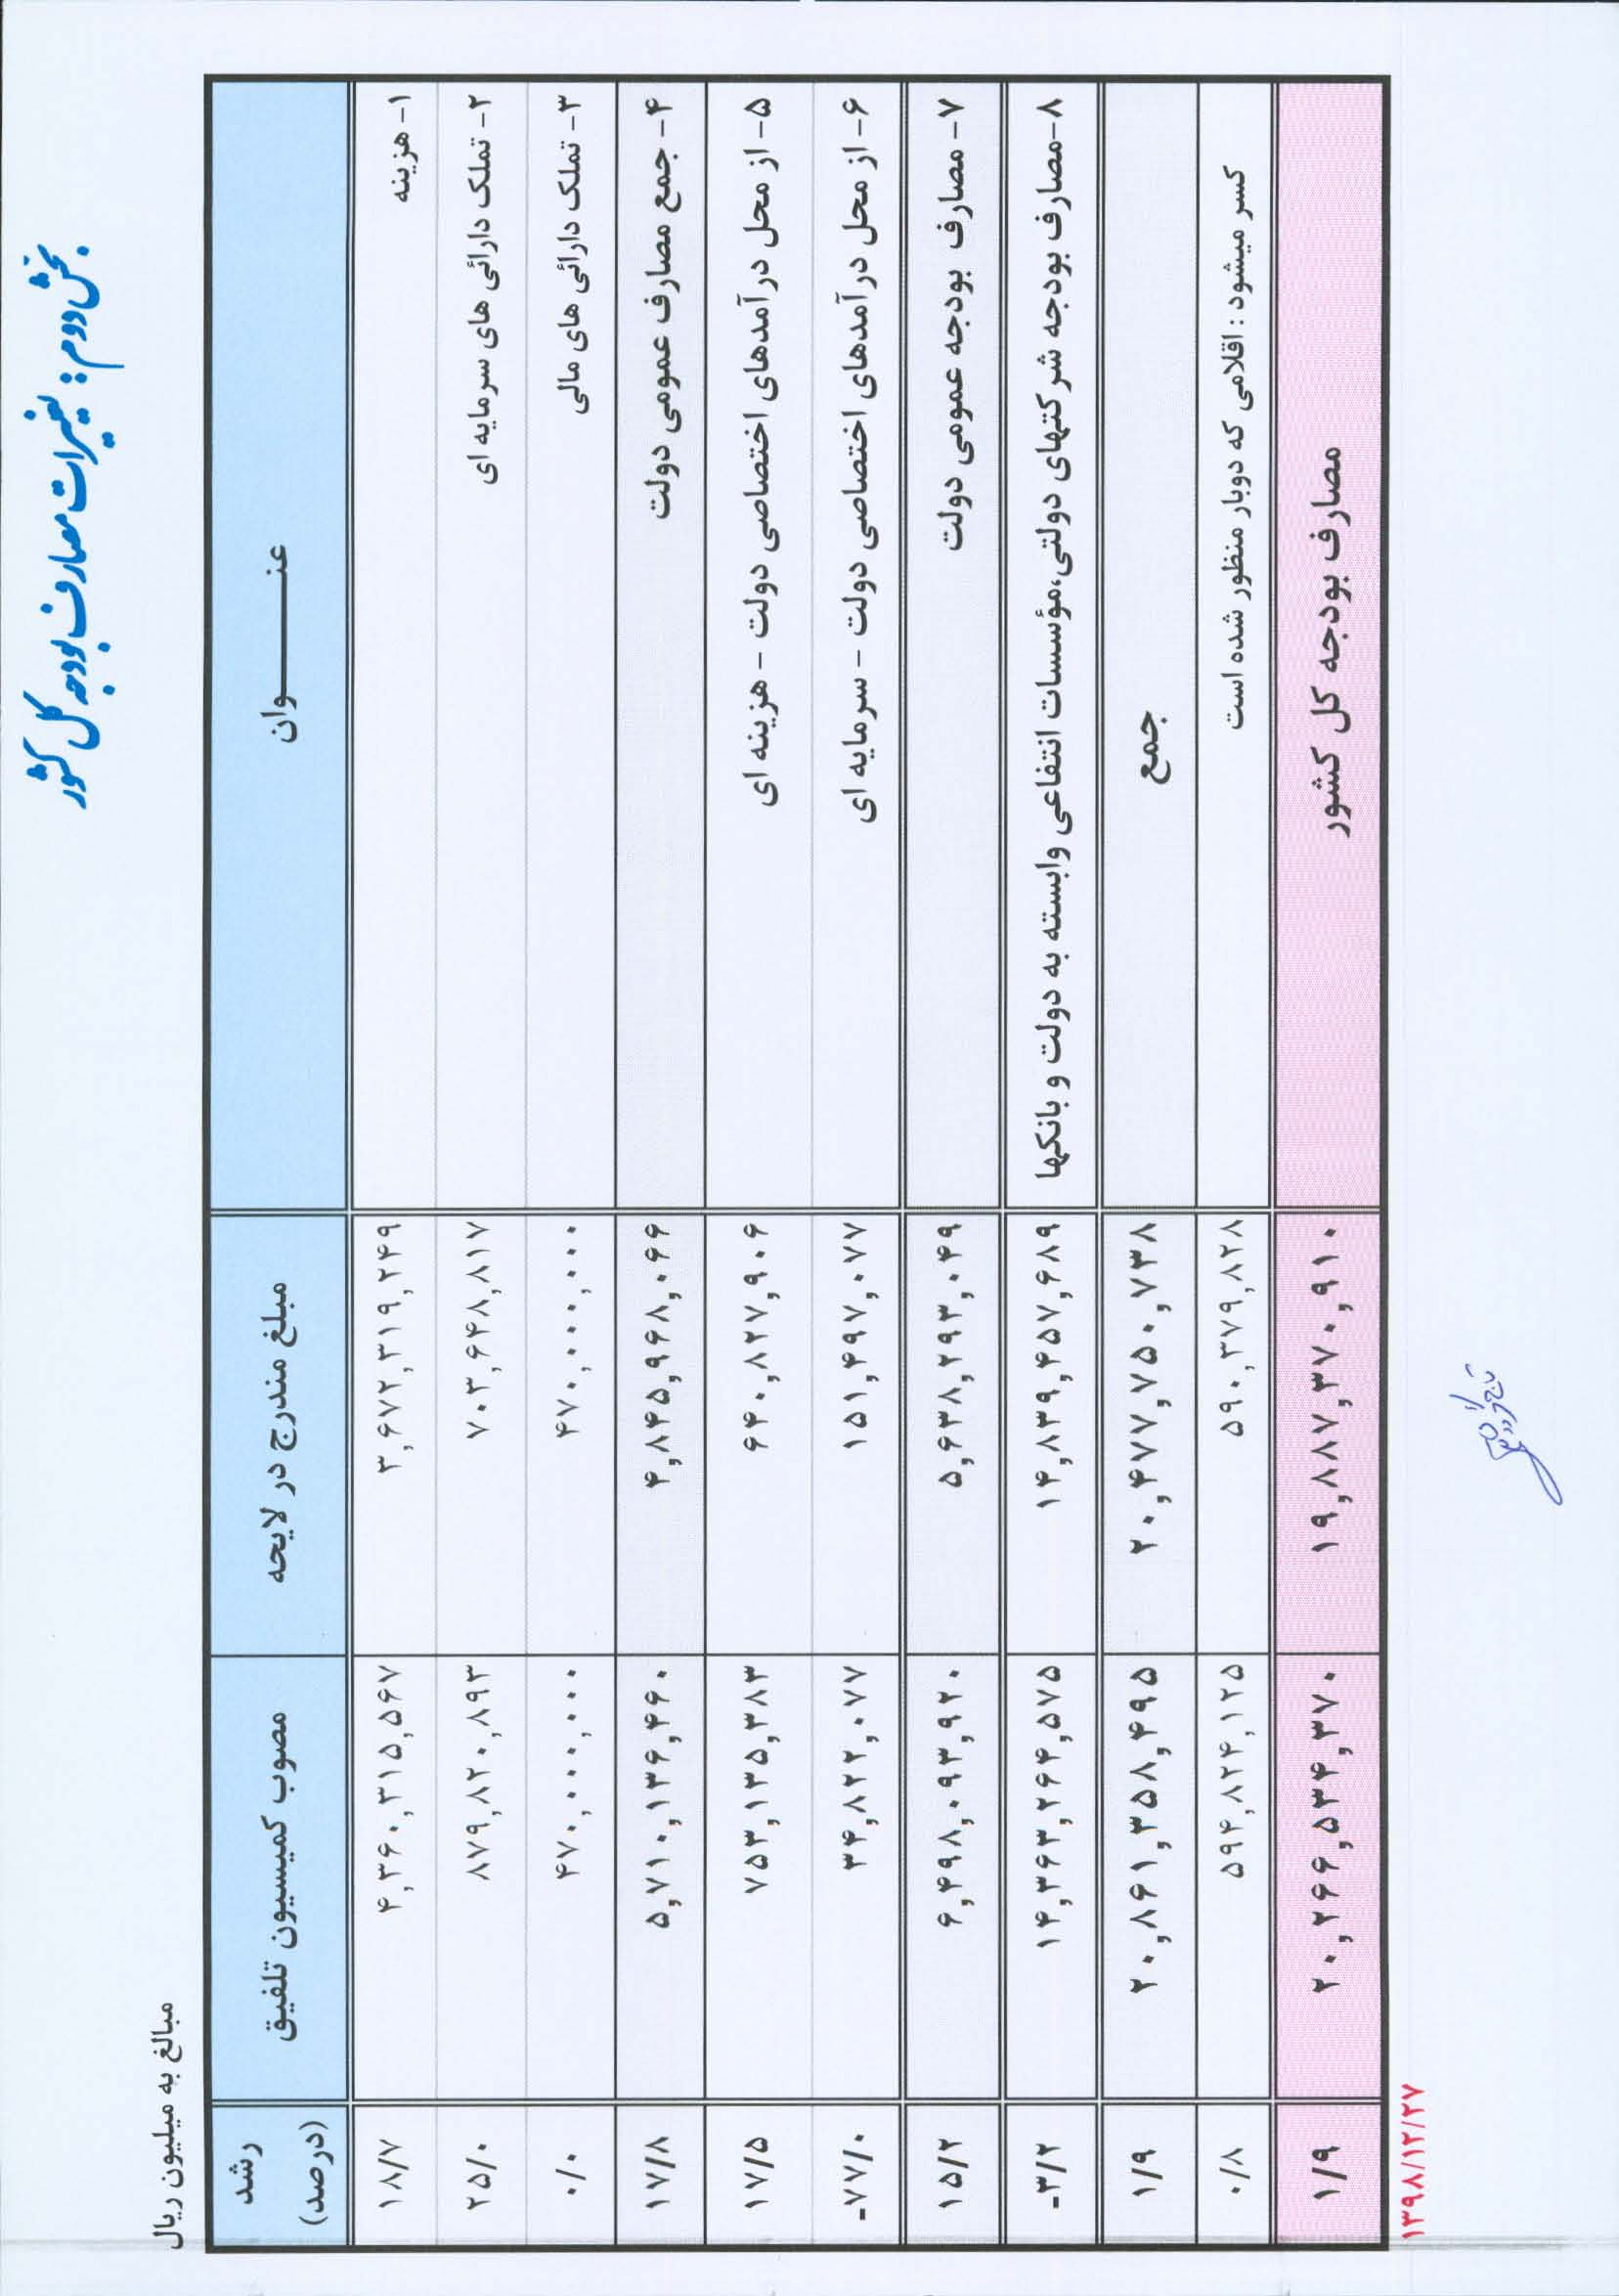 بخش دوم: تغییرات مصارف بودجه کل کشور
مبالغ به میلیون ریال
عنـــوان مبلغ مندرج در لایحه مصوب کمیسیون تلفیق رشد (درصد)
۱- هزینه ۳,۶۷۲,۳۱۹,۲۴۹ ۴,۳۶۰,۳۱۵,۵۶۷ ۱۸/۷
۲- تملک دارائی های سرمایه ای ۷۰۳,۶۴۸,۸۱۷ ۸۷۹,۸۲۰,۸۹۳ ۲۵/۰
۳- تملک دارائی های مالی ۴۷۰,۰۰۰,۰۰۰ ۴۷۰,۰۰۰,۰۰۰ ۰/۰
۴- جمع مصارف عمومی دولت ۴,۸۴۵,۹۶۸,۰۶۶ ۵,۷۱۰,۱۳۶,۴۶۰ ۱۷/۸
۵- از محل درآمدهای اختصاصی دولت - هزینه ای ۶۴۰,۸۲۷,۹۰۶ ۷۵۳,۱۳۵,۳۸۳ ۱۷/۵
۶- از محل درآمدهای اختصاصی دولت - سرمایه ای ۱۵۱,۴۹۷,۰۷۷ ۳۴,۸۲۲,۰۷۷ -۷۷/۰
۷- مصارف بودجه عمومی دولت ۵,۶۳۸,۲۹۳,۰۴۹ ۶,۴۹۸,۰۹۳,۹۲۰ ۱۵/۲
۸-مصارف بودجه شرکتهای دولتی،مؤسسات انتفاعی وابسته به دولت و بانکها ۱۴,۸۳۹,۴۵۷,۶۸۹ ۱۴,۳۶۳,۲۶۴,۵۷۵ -۳/۲
جمع ۲۰,۴۷۷,۷۵۰,۷۳۸ ۲۰,۸۶۱,۳۵۸,۴۹۵ ۱/۹
کسر میشود : اقلامی که دوبار منظور شده است ۵۹۰,۳۷۹,۸۲۸ ۵۹۴,۸۲۴,۱۲۵ ۰/۸
مصارف بودجه کل کشور ۱۹,۸۸۷,۳۷۰,۹۱۰ ۲۰,۲۶۶,۵۳۴,۳۷۰ ۱/۹
۱۳۹۸/۱۲/۲۷